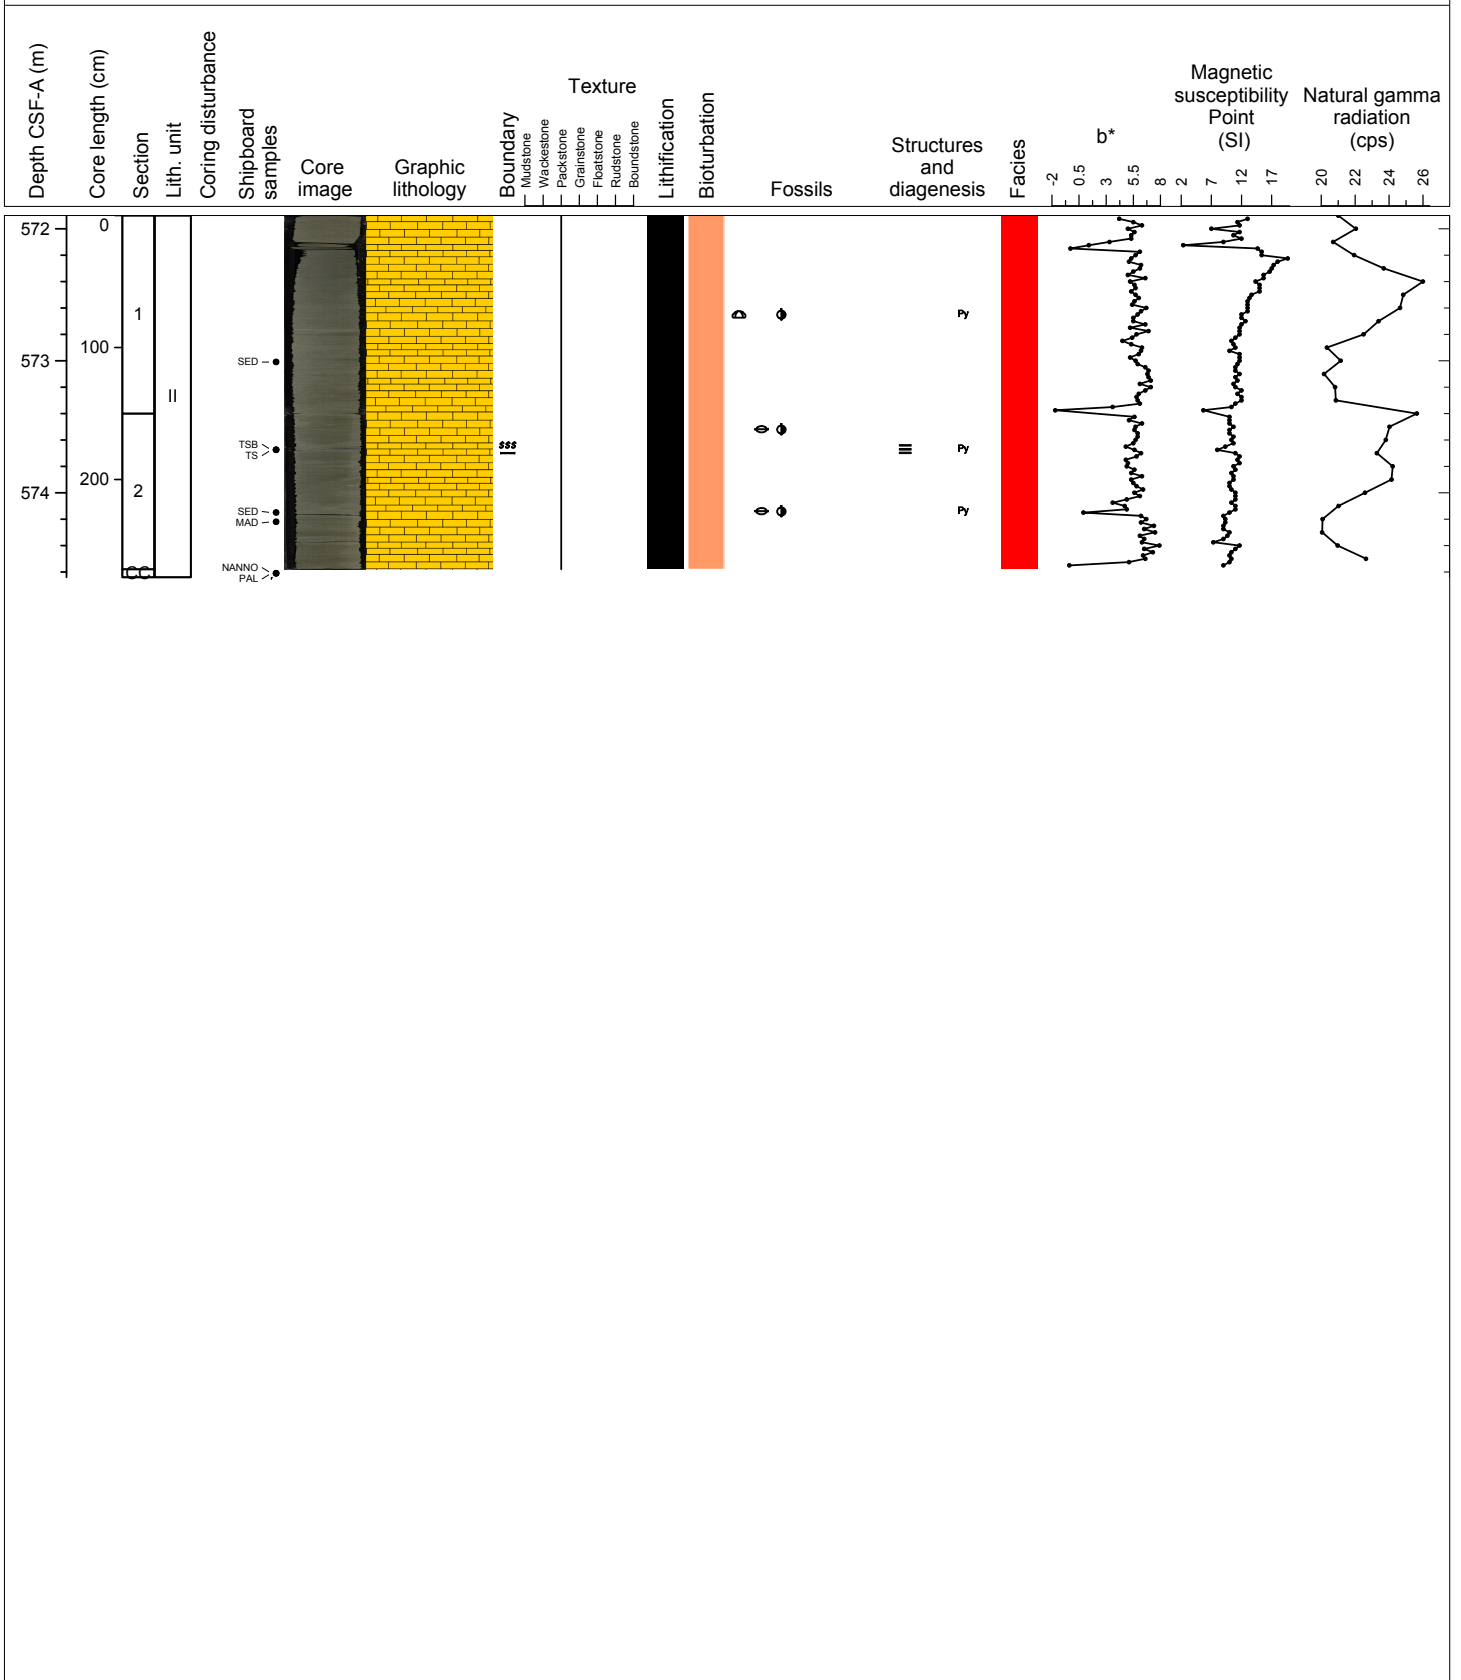 Depth CSF-A (m)
Core length (cm)
Section
Lith. unit
Coring disturbance
Shipboard
samples
Core
image
Graphic
lithology
Boundary
Texture
Mudstone
Wackestone
Packstone
Grainstone
Floatstone
Rudstone
Boundstone
Lithification
Bioturbation
Fossils
Structures
and
diagenesis
Facies
b*
-2 0.5 3 5.5 8
Magnetic
susceptibility
Point
(SI)
2 7 12 17
Natural gamma
radiation
(cps)
20 22 24 26
572
573
574
0
100
200
1
2
CC
II
SED
TSB
TS
SED
MAD
NANNO
PAL
sss
Py
Py
Py